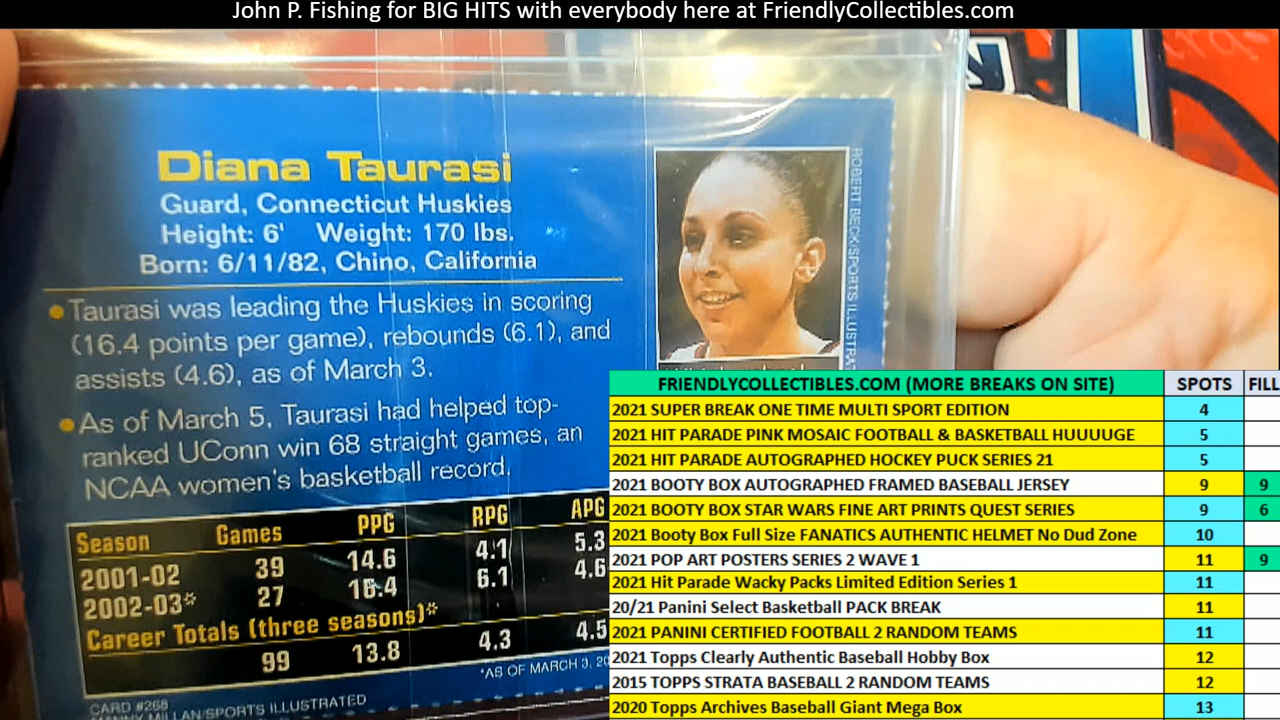 John P. Fishing for BIG HITS with everybody here at FriendlyCollectibles.com
Diana Taurasi
Guard, Connecticut Huskies
Height: 6' Weight: 170 lbs.
Born: 6/11/82, Chino, California
•Taurasi was leading the Huskies in scoring
(16.4 points per game), rebounds (6.1), and
assists (4.6), as of March 3.
•As of March 5, Taurasi had helped top-
ranked UConn win 68 straight games, an
NCAA women's basketball record.
Season Games PPG RPG APG
2001-02 39 14.6 4.1 5.3
2002-03* 27 16.4 6.1 4.6
Career Totals (three seasons)*
99 13.8 4.3 4.5
*AS OF MARCH 3, 20
CARD #268
MANNY MILLAN/SPORTS ILLUSTRATED
ROBERT BECK/SPORTS ILLUSTRA
FRIENDLYCOLLECTIBLES.COM (MORE BREAKS ON SITE) SPOTS FILL
2021 SUPER BREAK ONE TIME MULTI SPORT EDITION 4
2021 HIT PARADE PINK MOSAIC FOOTBALL & BASKETBALL HUUUUGE 5
2021 HIT PARADE AUTOGRAPHED HOCKEY PUCK SERIES 21 5
2021 BOOTY BOX AUTOGRAPHED FRAMED BASEBALL JERSEY 9 9
2021 BOOTY BOX STAR WARS FINE ART PRINTS QUEST SERIES 9 6
2021 Booty Box Full Size FANATICS AUTHENTIC HELMET No Dud Zone 10
2021 POP ART POSTERS SERIES 2 WAVE 1 11 9
2021 Hit Parade Wacky Packs Limited Edition Series 1 11
20/21 Panini Select Basketball PACK BREAK 11
2021 PANINI CERTIFIED FOOTBALL 2 RANDOM TEAMS 11
2021 Topps Clearly Authentic Baseball Hobby Box 12
2015 TOPPS STRATA BASEBALL 2 RANDOM TEAMS 12
2020 Topps Archives Baseball Giant Mega Box 13